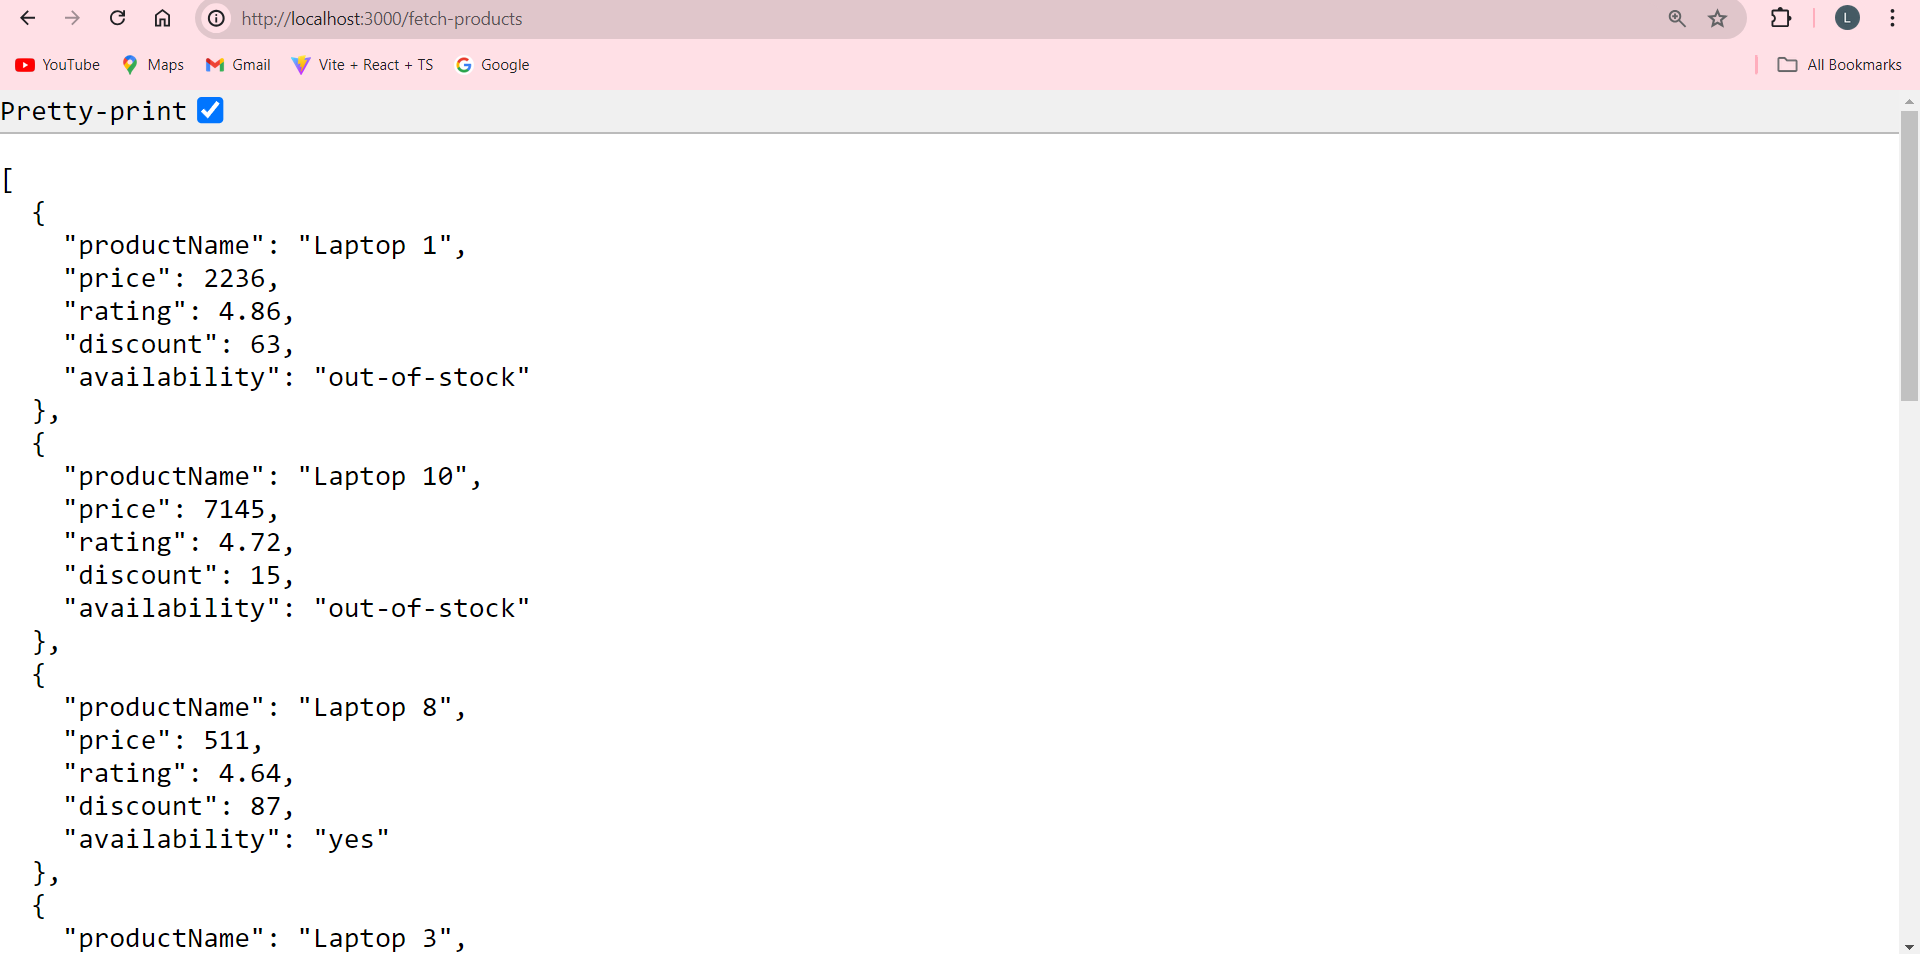 http://localhost:3000/fetch-products
L
YouTube Maps Gmail Vite + React + TS Google All Bookmarks
Pretty-print
[
  {
    "productName": "Laptop 1",
    "price": 2236,
    "rating": 4.86,
    "discount": 63,
    "availability": "out-of-stock"
  },
  {
    "productName": "Laptop 10",
    "price": 7145,
    "rating": 4.72,
    "discount": 15,
    "availability": "out-of-stock"
  },
  {
    "productName": "Laptop 8",
    "price": 511,
    "rating": 4.64,
    "discount": 87,
    "availability": "yes"
  },
  {
    "productName": "Laptop 3",